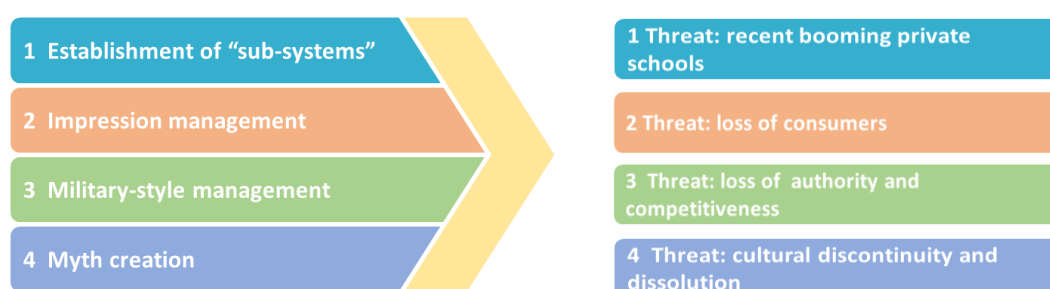 1 Establishment of “sub-systems”
2 Impression management
3 Military-style management
4 Myth creation
1 Threat: recent booming private
schools
2 Threat: loss of consumers
3 Threat: loss of authority and
competitiveness
4 Threat: cultural discontinuity and
dissolution